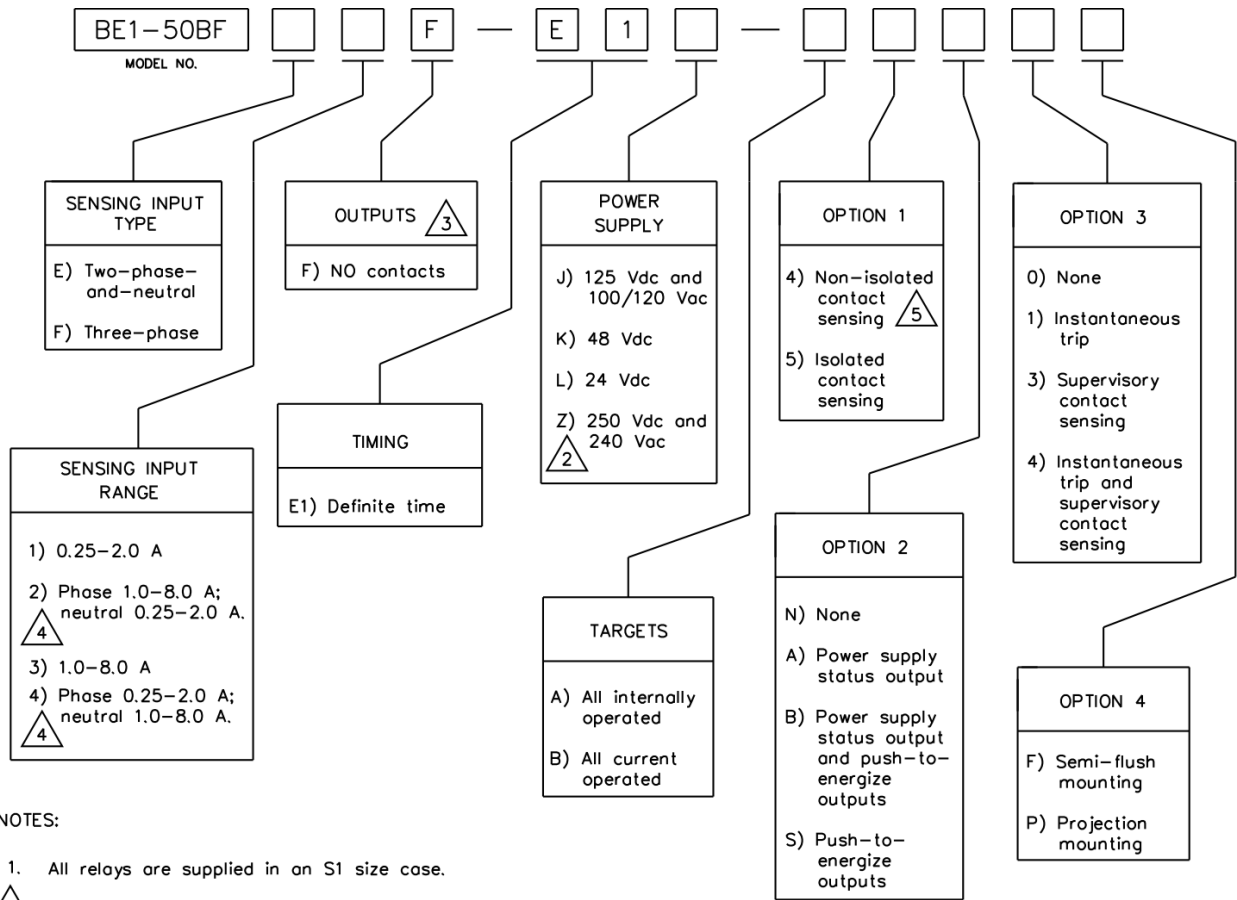 BE1-50BF F — E 1 —
MODEL NO.
SENSING INPUT
TYPE
E) Two-phase-
and-neutral
F) Three-phase
SENSING INPUT
RANGE
1) 0.25-2.0 A
2) Phase 1.0-8.0 A;
neutral 0.25-2.0 A.
4
3) 1.0-8.0 A
4) Phase 0.25-2.0 A;
neutral 1.0-8.0 A.
4
OUTPUTS 3
F) NO contacts
TIMING
E1) Definite time
POWER
SUPPLY
J) 125 Vdc and
100/120 Vac
K) 48 Vdc
L) 24 Vdc
Z) 250 Vdc and
2 240 Vac
TARGETS
A) All internally
operated
B) All current
operated
OPTION 1
4) Non-isolated
contact
sensing 5
5) Isolated
contact
sensing
OPTION 2
N) None
A) Power supply
status output
B) Power supply
status output
and push-to-
energize
outputs
S) Push-to-
energize
outputs
OPTION 3
0) None
1) Instantaneous
trip
3) Supervisory
contact
sensing
4) Instantaneous
trip and
supervisory
contact
sensing
OPTION 4
F) Semi-flush
mounting
P) Projection
mounting
NOTES:
1. All relays are supplied in an S1 size case.